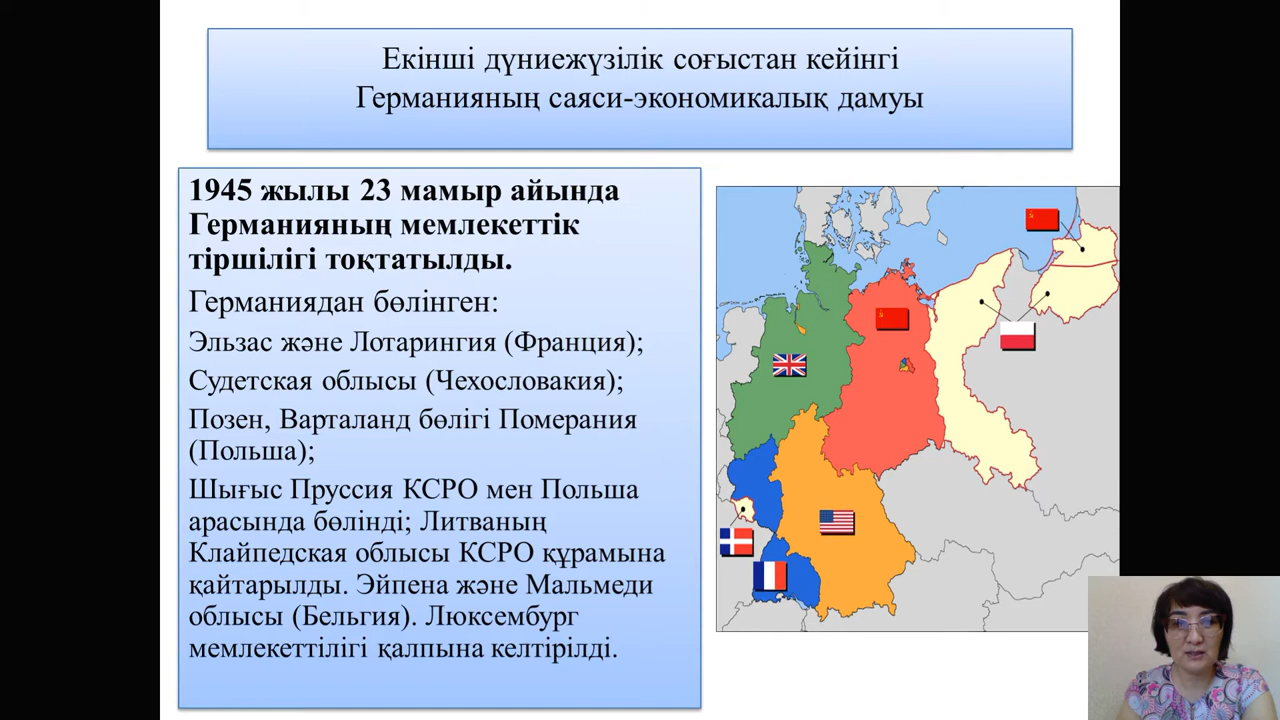 Екінші дүниежүзілік соғыстан кейінгі
Германияның саяси-экономикалық дамуы
1945 жылы 23 мамыр айында
Германияның мемлекеттік
тіршілігі тоқтатылды.
Германиядан бөлінген:
Эльзас және Лотарингия (Франция);
Судетская облысы (Чехословакия);
Позен, Варталанд бөлігі Померания
(Польша);
Шығыс Пруссия КСРО мен Польша
арасында бөлінді; Литваның
Клайпедская облысы КСРО құрамына
қайтарылды. Эйпена және Мальмеди
облысы (Бельгия). Люксембург
мемлекеттілігі қалпына келтірілді.